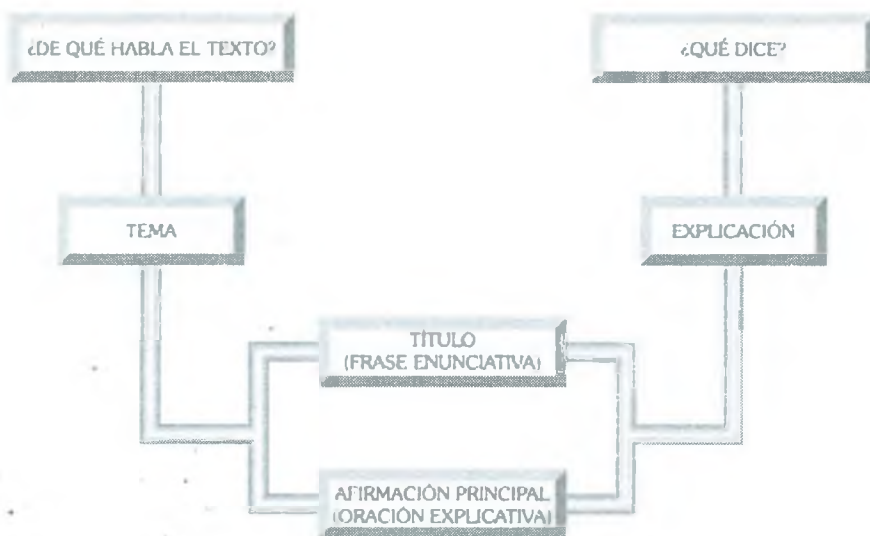 ¿DE QUÉ HABLA EL TEXTO?
¿QUÉ DICE?
TEMA
EXPLICACIÓN
TÍTULO
(FRASE ENUNCIATIVA)
AFIRMACIÓN PRINCIPAL
(ORACIÓN EXPLICATIVA)